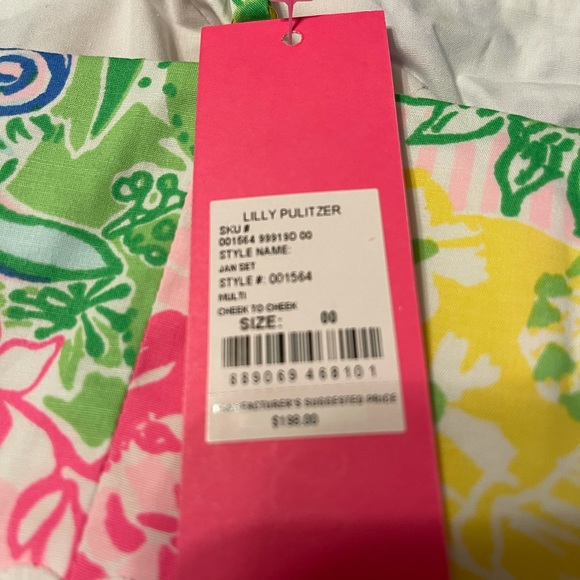 LILLY PULITZER
SKU #
001564 99919D 00
STYLE NAME:
JAN SET
STYLE #: 001564
MULTI
CHEEK TO CHEEK
SIZE: 00
889069 468101
MANUFACTURER'S SUGGESTED PRICE
$198.00